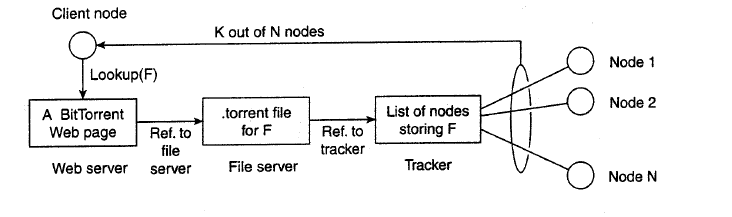 Client node
K out of N nodes
Lookup(F)
A BitTorrent
Web page
Ref. to
file
server
Web server
.torrent file
for F
File server
Ref. to
tracker
List of nodes
storing F
Tracker
Node 1
Node 2
Node N